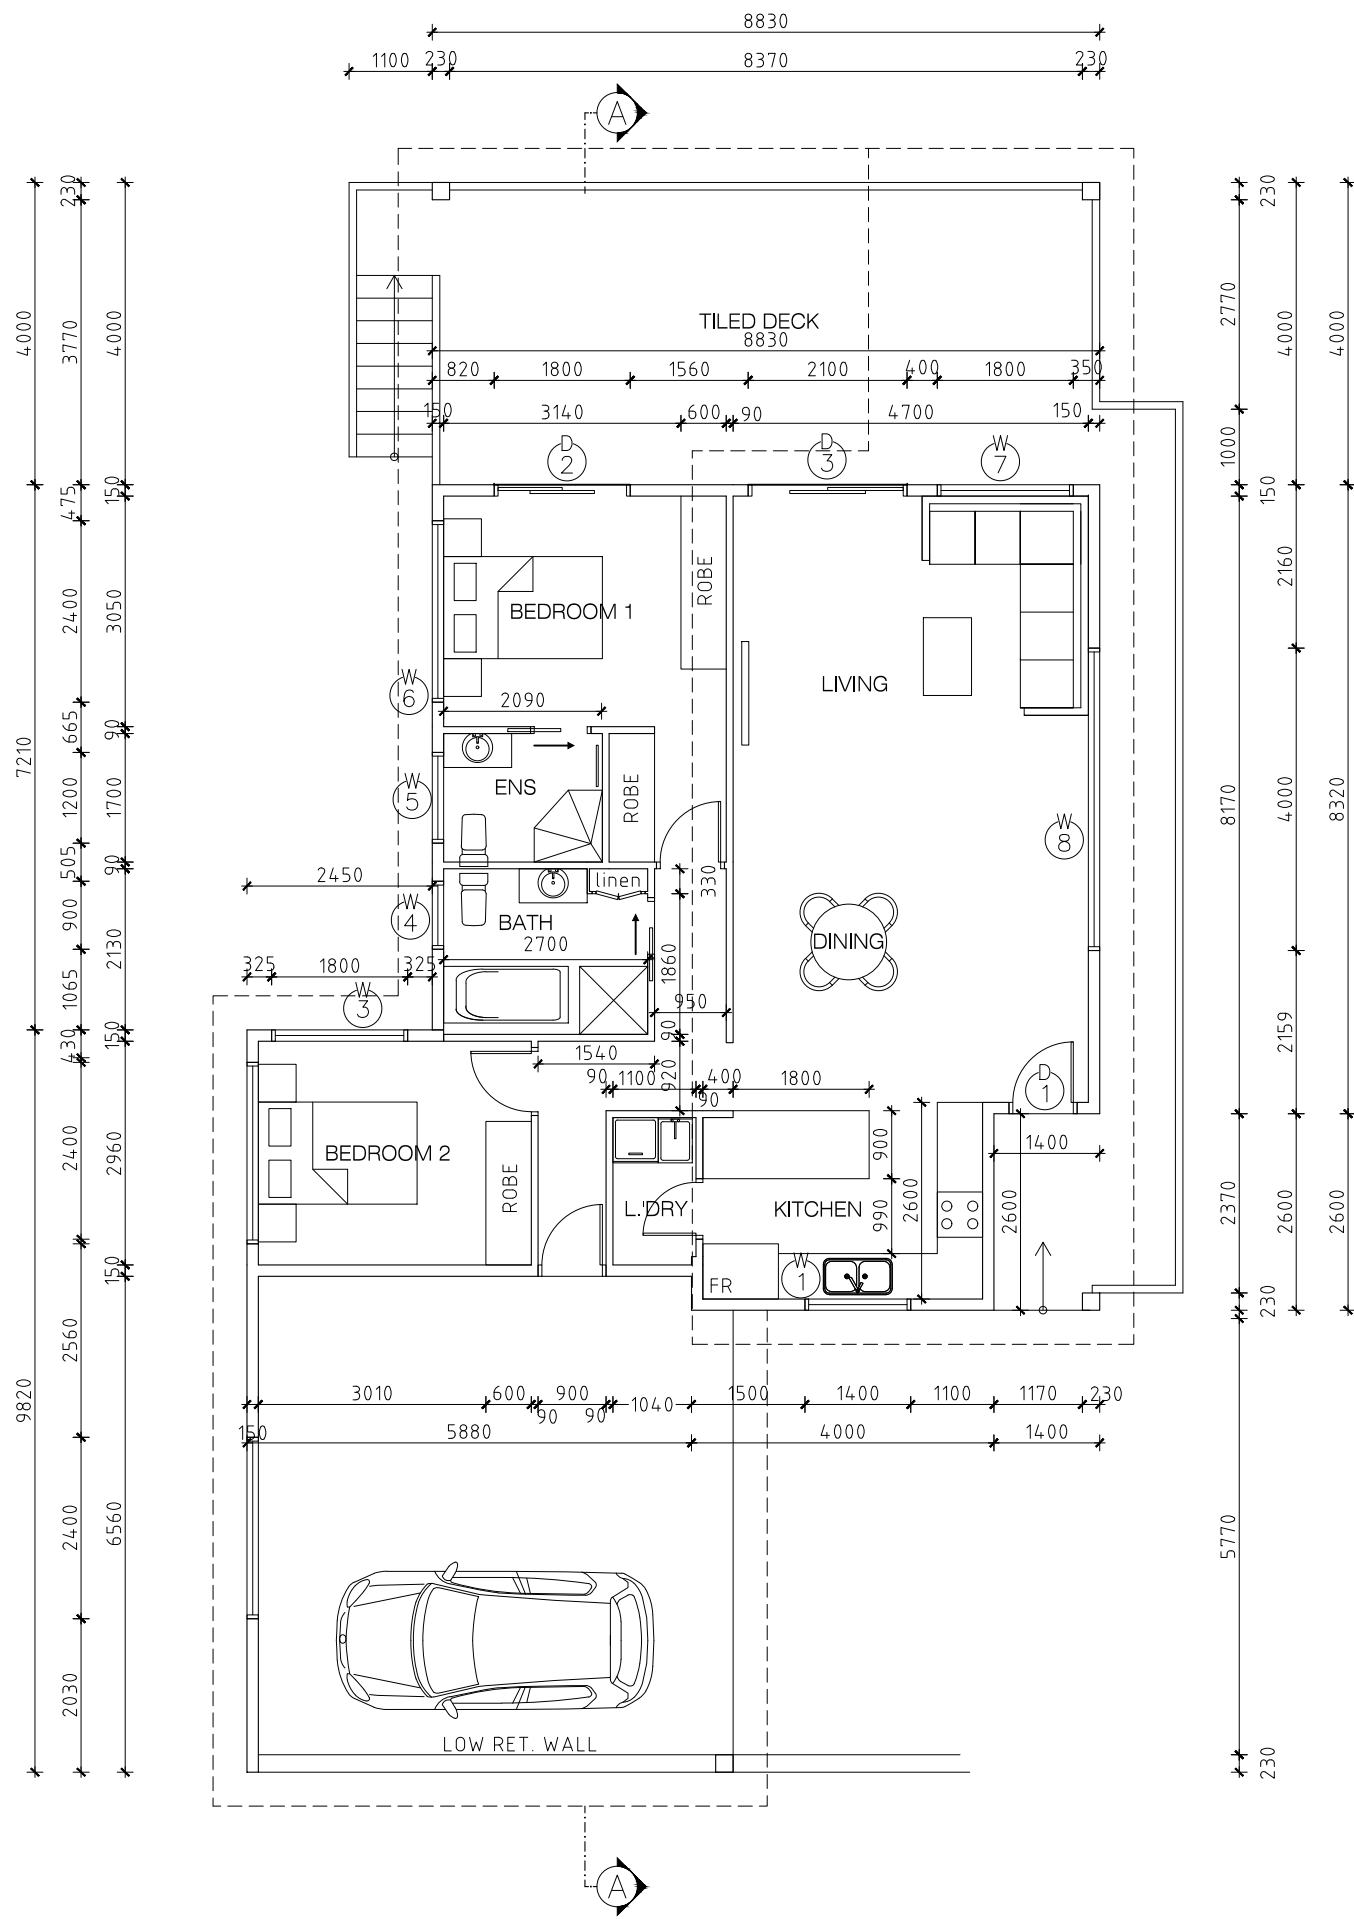 8830
1100 230 8370 230
A
TILED DECK
8830
820 1800 1560 2100 400 1800 350
150 3140 600 90 4700 150
D 2
D 3
W 7
BEDROOM 1
ROBE
LIVING
W 6
2090
W 5
ENS
ROBE
W 8
2450
linen
330
W 4
BATH
2700
1860
DINING
325 1800 325
W 3
950
90
1540
920
90 1100 400 1800
90
D 1
BEDROOM 2
ROBE
900
1400
L.'DRY
KITCHEN
990
2600
2600
FR
W 1
3010 600 900 1040 1500 1400 1100 1170 230
90 90
150 5880 4000 1400
LOW RET. WALL
A
4000
7210
9820
230
3770
475
2400
665
1200
505
900
1065
430
2400
2560
2400
2030
4000
150
3050
90
1700
90
2130
150
2960
150
6560
230
2770
1000
150
8170
2370
230
5770
230
4000
2160
4000
2159
2600
4000
8320
2600